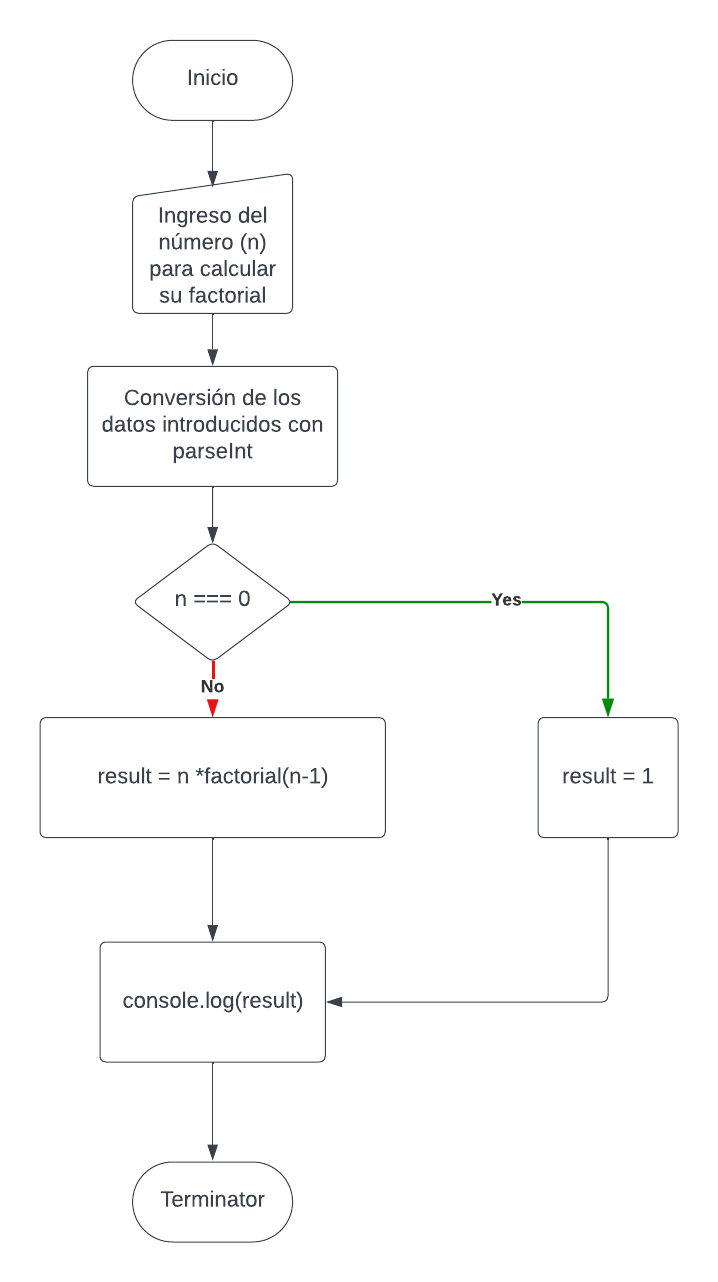 Inicio
Ingreso del
número (n)
para calcular
su factorial
Conversión de los
datos introducidos con
parseInt
n === 0
Yes
No
result = n *factorial(n-1)
result = 1
console.log(result)
Terminator